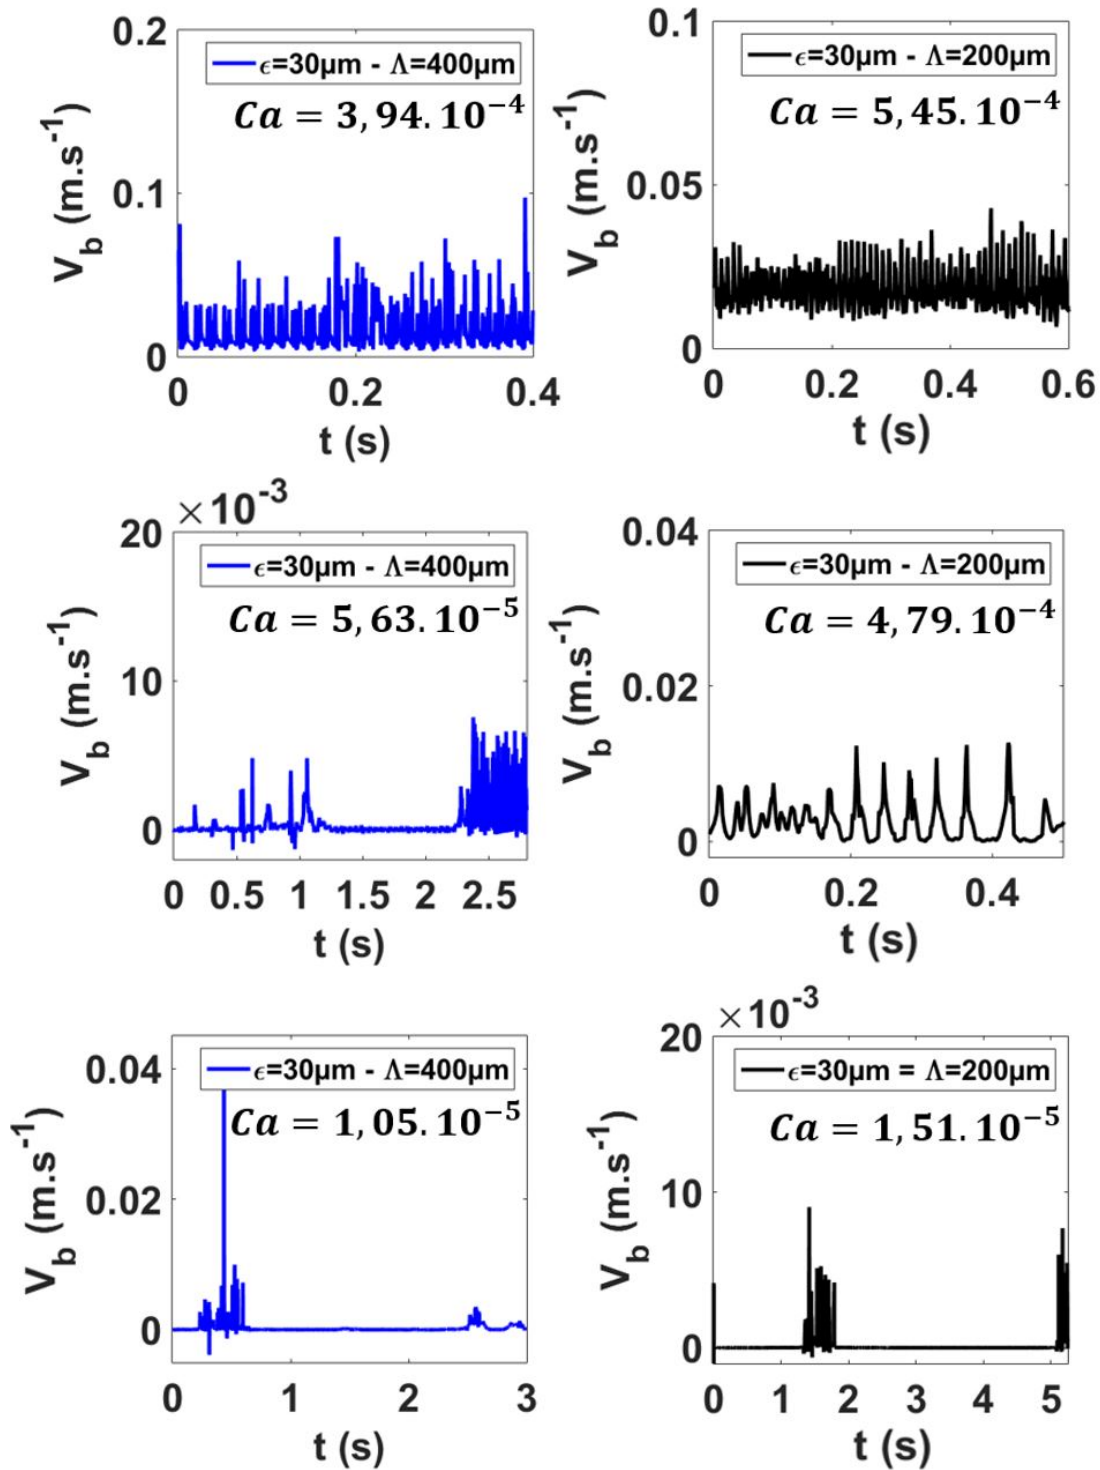 0.2
ϵ=30µm - Λ=400µm
Ca = 3,94.10⁻⁴
0.1
0
V_b (m.s⁻¹)
0 0.2 0.4
t (s)
0.1
ϵ=30µm - Λ=200µm
Ca = 5,45.10⁻⁴
0.05
0
V_b (m.s⁻¹)
0 0.2 0.4 0.6
t (s)
×10⁻³
20
ϵ=30µm - Λ=400µm
Ca = 5,63.10⁻⁵
10
0
V_b (m.s⁻¹)
0 0.5 1 1.5 2 2.5
t (s)
0.04
ϵ=30µm - Λ=200µm
Ca = 4,79.10⁻⁴
0.02
0
V_b (m.s⁻¹)
0 0.2 0.4
t (s)
0.04
ϵ=30µm - Λ=400µm
Ca = 1,05.10⁻⁵
0.02
0
V_b (m.s⁻¹)
0 1 2 3
t (s)
×10⁻³
20
ϵ=30µm = Λ=200µm
Ca = 1,51.10⁻⁵
10
0
V_b (m.s⁻¹)
0 1 2 3 4 5
t (s)